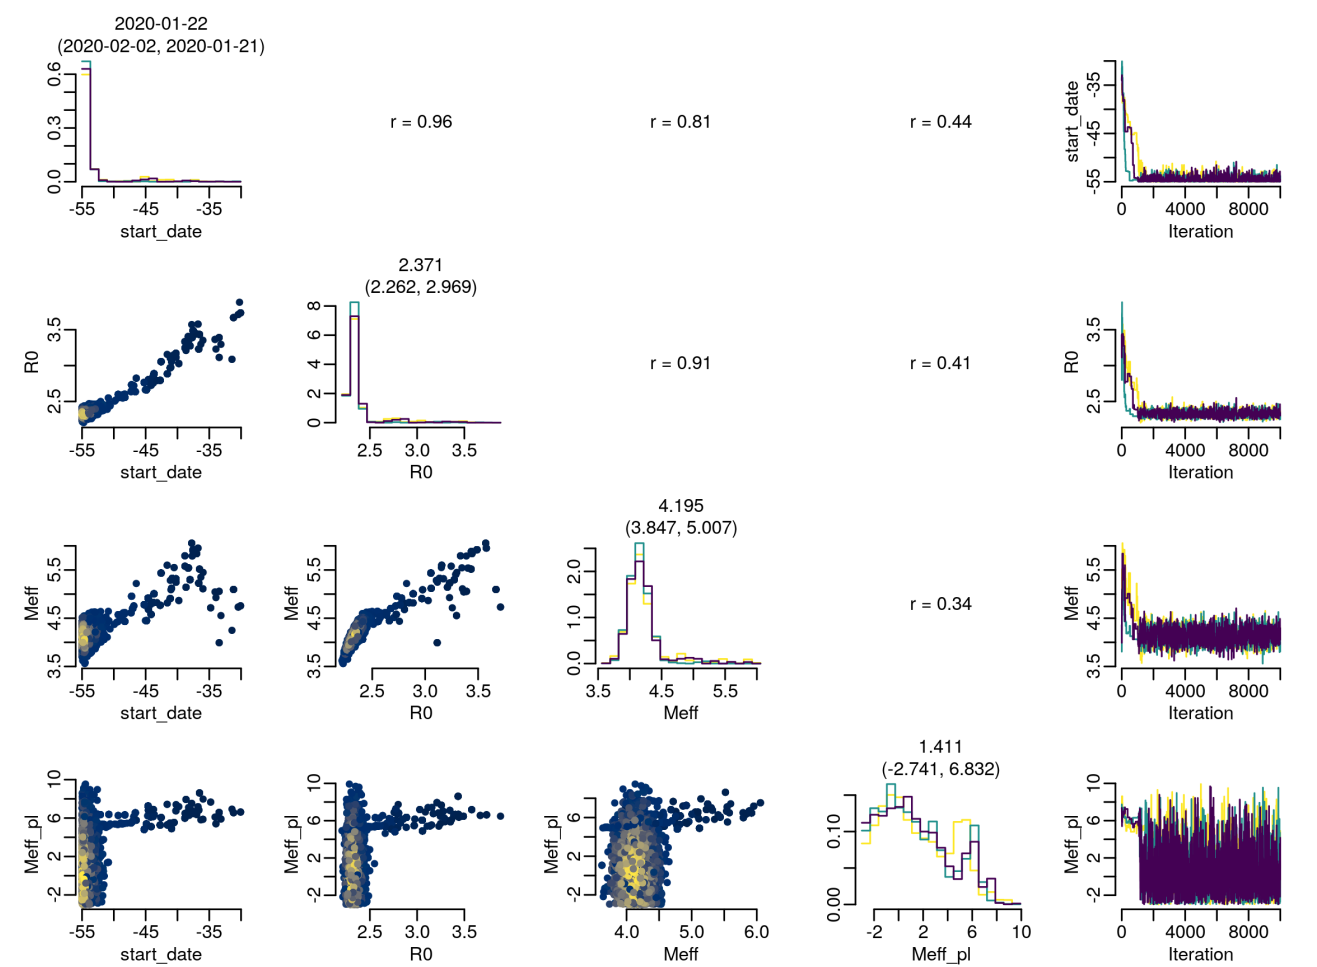 2020-01-22
(2020-02-02, 2020-01-21)
0.0 0.3 0.6
-55 -45 -35
start_date
r = 0.96
r = 0.81
r = 0.44
start_date
-55 -45 -35
0 4000 8000
Iteration
R0
2.5 3.5
-55 -45 -35
start_date
2.371
(2.262, 2.969)
0 2 4 6 8
2.5 3.0 3.5
R0
r = 0.91
r = 0.41
R0
2.5 3.5
0 4000 8000
Iteration
Meff
3.5 4.5 5.5
-55 -45 -35
start_date
Meff
3.5 4.5 5.5
2.5 3.0 3.5
R0
4.195
(3.847, 5.007)
0.0 1.0 2.0
3.5 4.5 5.5
Meff
r = 0.34
Meff
3.5 4.5 5.5
0 4000 8000
Iteration
Meff_pl
-2 2 6 10
-55 -45 -35
start_date
Meff_pl
-2 2 6 10
2.5 3.0 3.5
R0
Meff_pl
-2 2 6 10
4.0 5.0 6.0
Meff
1.411
(-2.741, 6.832)
0.00 0.10
-2 2 6 10
Meff_pl
Meff_pl
-2 2 6 10
0 4000 8000
Iteration